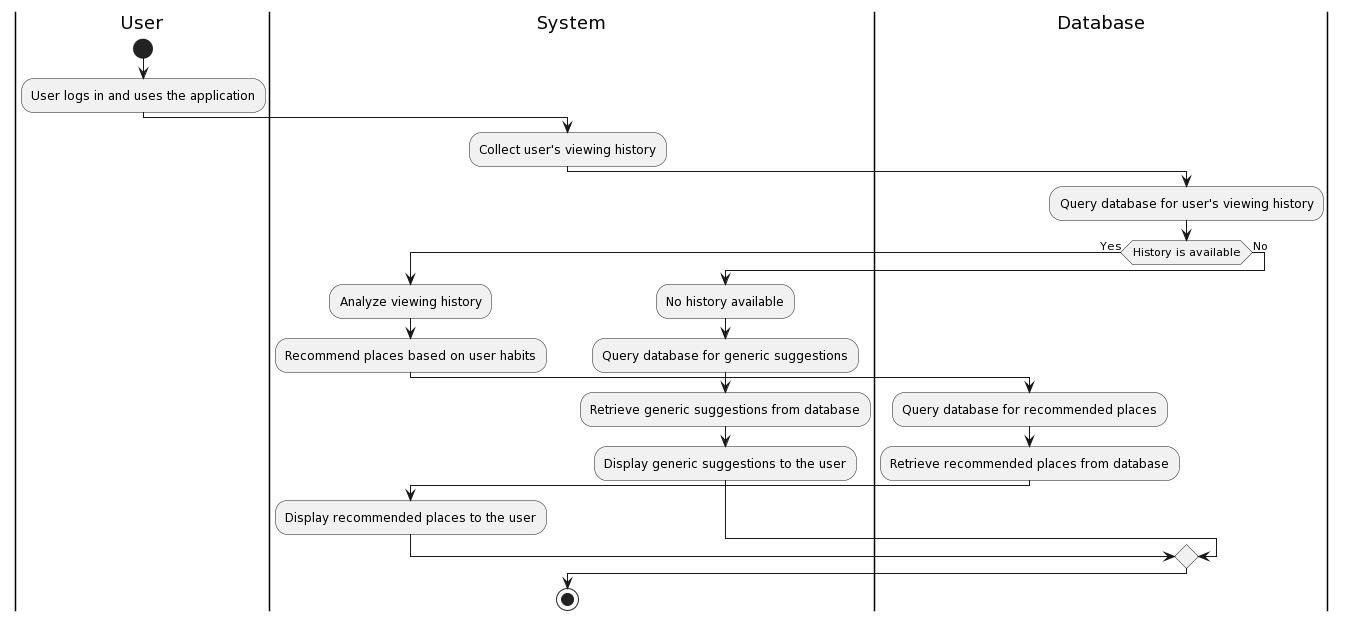 User
System
Database
User logs in and uses the application
Collect user's viewing history
Query database for user's viewing history
Yes
History is available
No
Analyze viewing history
No history available
Recommend places based on user habits
Query database for generic suggestions
Retrieve generic suggestions from database
Query database for recommended places
Display generic suggestions to the user
Retrieve recommended places from database
Display recommended places to the user